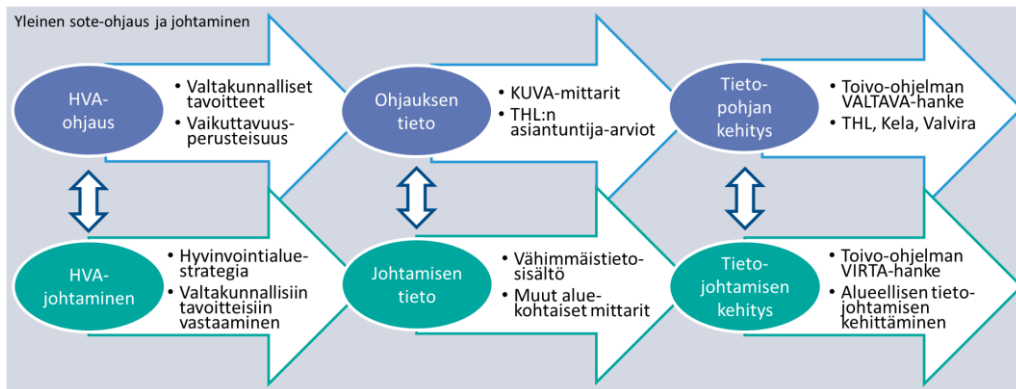 Yleinen sote-ohjaus ja johtaminen
HVA-
ohjaus
• Valtakunnalliset
tavoitteet
• Vaikuttavuus-
perusteisuus
Ohjauksen
tieto
• KUVA-mittarit
• THL:n
asiantuntija-arviot
Tieto-
pohjan
kehitys
• Toivo-ohjelman
VALTAVA-hanke
• THL, Kela, Valvira
HVA-
johtaminen
• Hyvinvointialue-
strategia
• Valtakunnallisiin
tavoitteisiin
vastaaminen
Johtamisen
tieto
• Vähimmäistieto-
sisältö
• Muut alue-
kohtaiset mittarit
Tieto-
johtamisen
kehitys
• Toivo-ohjelman
VIRTA-hanke
• Alueellisen tieto-
johtamisen
kehittäminen